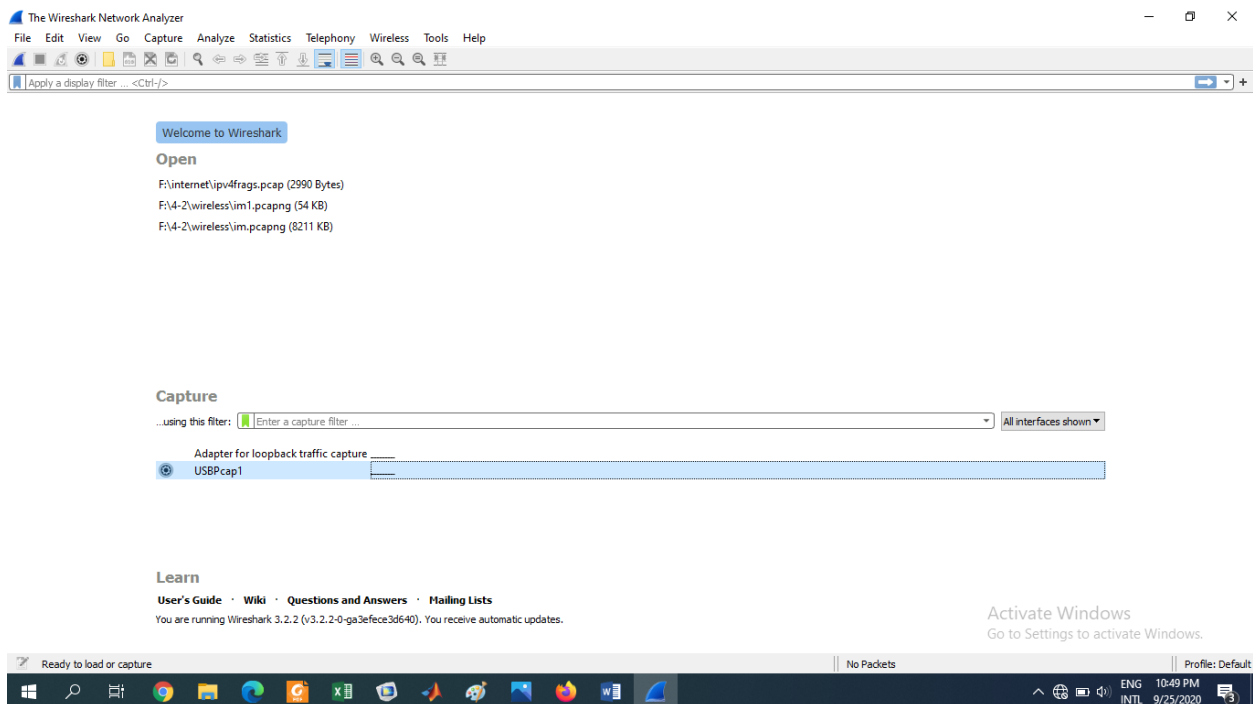 The Wireshark Network Analyzer
File Edit View Go Capture Analyze Statistics Telephony Wireless Tools Help
Apply a display filter ... <Ctrl-/>
Welcome to Wireshark
Open
F:\internet\ipv4frags.pcap (2990 Bytes)
F:\4-2\wireless\im1.pcapng (54 KB)
F:\4-2\wireless\im.pcapng (8211 KB)
Capture
...using this filter: Enter a capture filter ... All interfaces shown
Adapter for loopback traffic capture
USBPcap1
Learn
User's Guide · Wiki · Questions and Answers · Mailing Lists
You are running Wireshark 3.2.2 (v3.2.2-0-ga3efece3d640). You receive automatic updates.
Activate Windows
Go to Settings to activate Windows.
Ready to load or capture No Packets Profile: Default
ENG 10:49 PM
INTL 9/25/2020 3